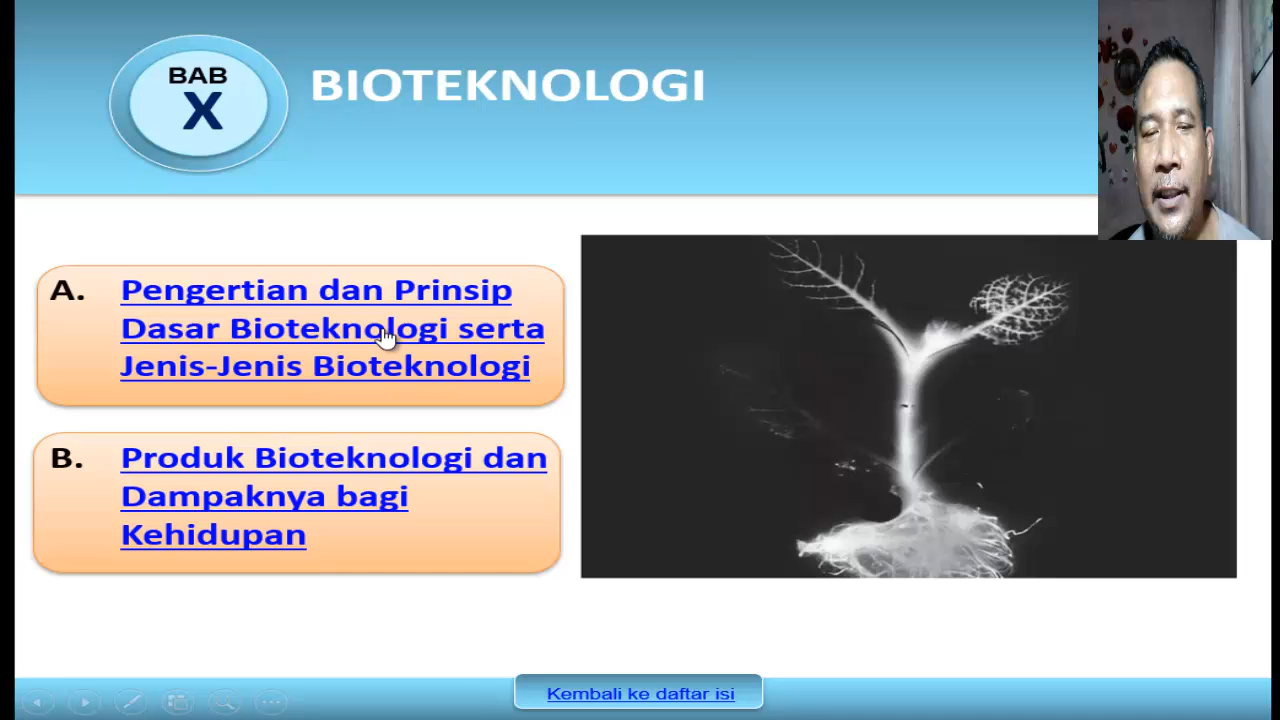 BAB
X
BIOTEKNOLOGI
A. Pengertian dan Prinsip
Dasar Bioteknologi serta
Jenis-Jenis Bioteknologi
B. Produk Bioteknologi dan
Dampaknya bagi
Kehidupan
Kembali ke daftar isi